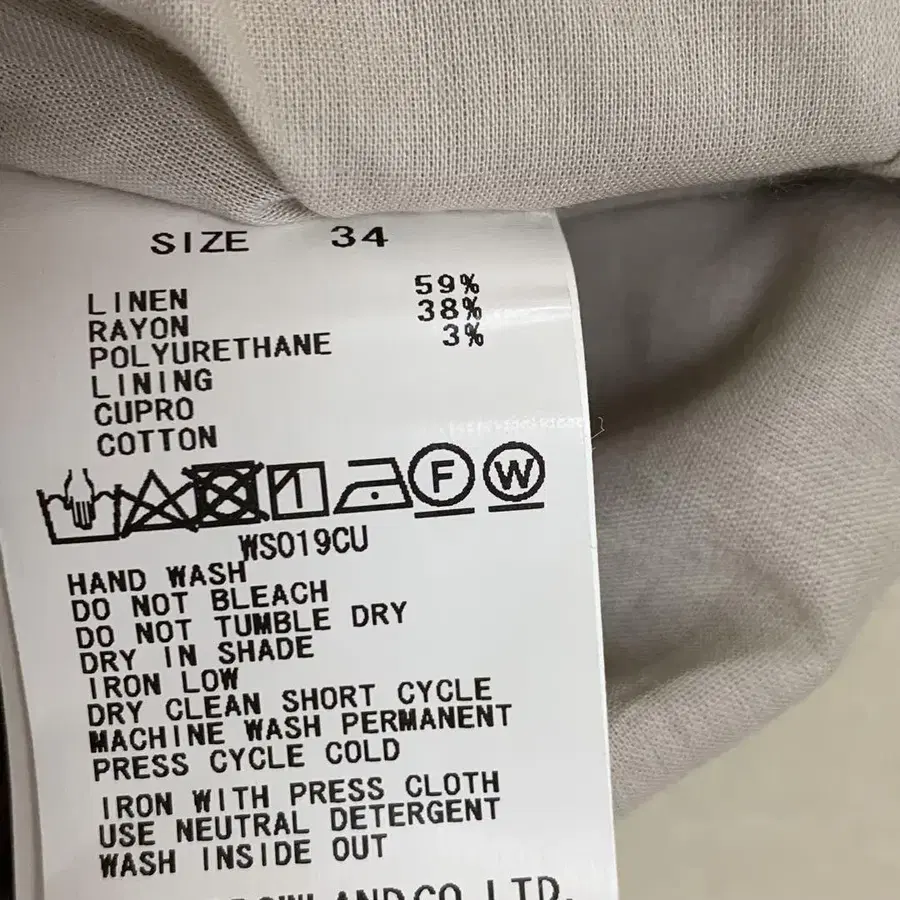 SIZE 34
LINEN 59%
RAYON 38%
POLYURETHANE 3%
LINING
CUPRO
COTTON
F W
WS019CU
HAND WASH
DO NOT BLEACH
DO NOT TUMBLE DRY
DRY IN SHADE
IRON LOW
DRY CLEAN SHORT CYCLE
MACHINE WASH PERMANENT
PRESS CYCLE COLD
IRON WITH PRESS CLOTH
USE NEUTRAL DETERGENT
WASH INSIDE OUT
CO.LTD.